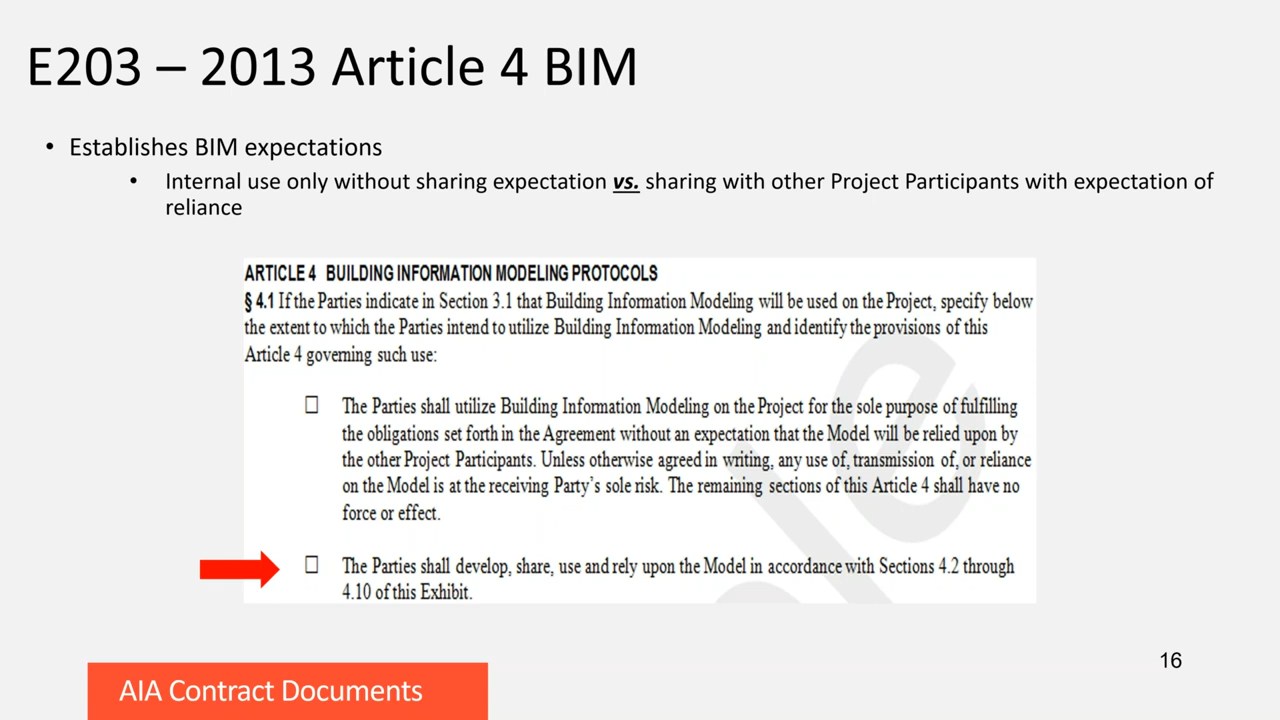 E203 – 2013 Article 4 BIM
• Establishes BIM expectations
• Internal use only without sharing expectation vs. sharing with other Project Participants with expectation of
reliance
ARTICLE 4 BUILDING INFORMATION MODELING PROTOCOLS
§ 4.1 If the Parties indicate in Section 3.1 that Building Information Modeling will be used on the Project, specify below
the extent to which the Parties intend to utilize Building Information Modeling and identify the provisions of this
Article 4 governing such use:
☐ The Parties shall utilize Building Information Modeling on the Project for the sole purpose of fulfilling
the obligations set forth in the Agreement without an expectation that the Model will be relied upon by
the other Project Participants. Unless otherwise agreed in writing, any use of, transmission of, or reliance
on the Model is at the receiving Party’s sole risk. The remaining sections of this Article 4 shall have no
force or effect.
☐ The Parties shall develop, share, use and rely upon the Model in accordance with Sections 4.2 through
4.10 of this Exhibit.
16
AIA Contract Documents